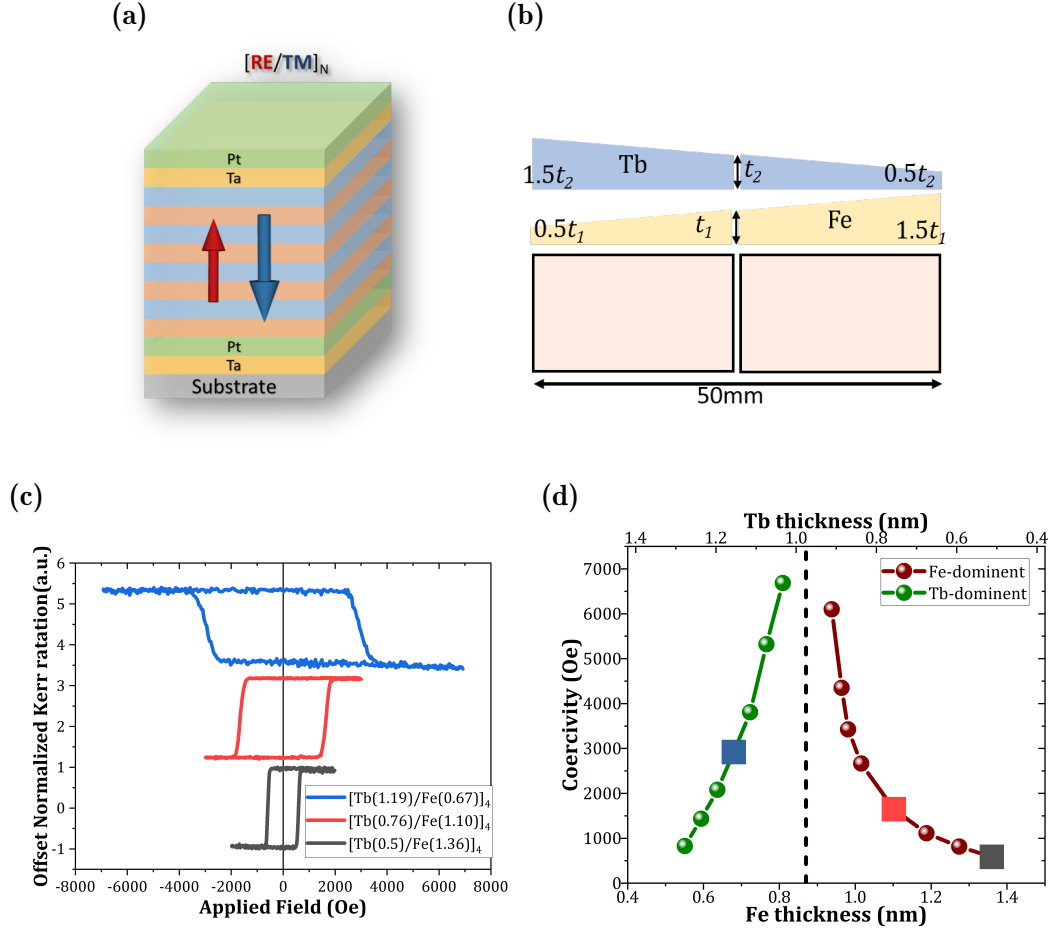 (a)
[RE/TM]N
Pt
Ta
Pt
Ta
Substrate
(b)
Tb
1.5t2
t2
0.5t2
0.5t1
t1
Fe
1.5t1
50mm
(c)
Offset Normalized Kerr ratation(a.u.)
6
5
4
3
2
1
0
-1
-8000 -6000 -4000 -2000 0 2000 4000 6000 8000
Applied Field (Oe)
[Tb(1.19)/Fe(0.67)]4
[Tb(0.76)/Fe(1.10)]4
[Tb(0.5)/Fe(1.36)]4
(d)
Tb thickness (nm)
1.4 1.2 1.0 0.8 0.6 0.4
Coercivity (Oe)
7000
6000
5000
4000
3000
2000
1000
0
Fe-dominent
Tb-dominent
0.4 0.6 0.8 1.0 1.2 1.4
Fe thickness (nm)